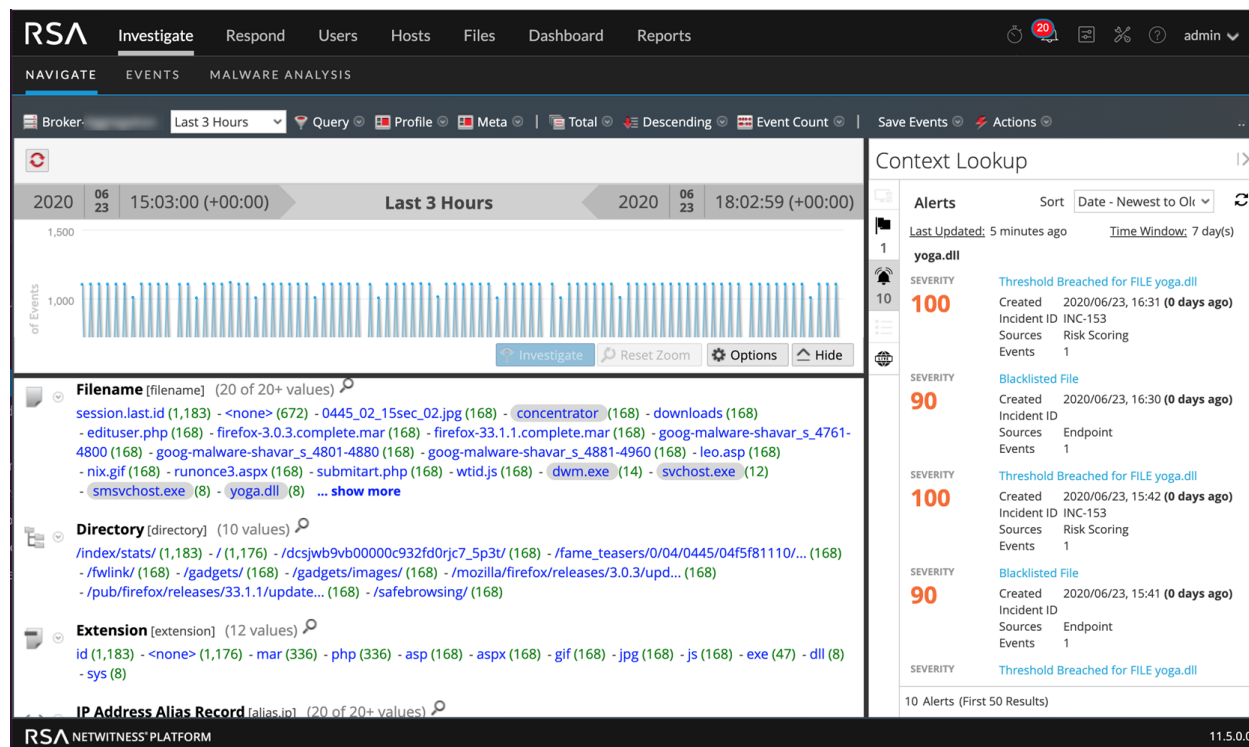 RSA Investigate Respond Users Hosts Files Dashboard Reports 20 admin
NAVIGATE EVENTS MALWARE ANALYSIS
Broker- Last 3 Hours Query Profile Meta | Total Descending Event Count | Save Events Actions ..
Context Lookup
2020 06 23 15:03:00 (+00:00) Last 3 Hours 2020 06 23 18:02:59 (+00:00)
1,500
1,000
of Events
Investigate Reset Zoom Options Hide
Filename [filename] (20 of 20+ values)
session.last.id (1,183) - <none> (672) - 0445_02_15sec_02.jpg (168) - concentrator (168) - downloads (168)
- edituser.php (168) - firefox-3.0.3.complete.mar (168) - firefox-33.1.1.complete.mar (168) - goog-malware-shavar_s_4761-
4800 (168) - goog-malware-shavar_s_4801-4880 (168) - goog-malware-shavar_s_4881-4960 (168) - leo.asp (168)
- nix.gif (168) - runonce3.aspx (168) - submitart.php (168) - wtid.js (168) - dwm.exe (14) - svchost.exe (12)
- smsvchost.exe (8) - yoga.dll (8) ... show more
Directory [directory] (10 values)
/index/stats/ (1,183) - / (1,176) - /dcsjwb9vb00000c932fd0rjc7_5p3t/ (168) - /fame_teasers/0/04/0445/04f5f81110/... (168)
- /fwlink/ (168) - /gadgets/ (168) - /gadgets/images/ (168) - /mozilla/firefox/releases/3.0.3/upd... (168)
- /pub/firefox/releases/33.1.1/update... (168) - /safebrowsing/ (168)
Extension [extension] (12 values)
id (1,183) - <none> (1,176) - mar (336) - php (336) - asp (168) - aspx (168) - gif (168) - jpg (168) - js (168) - exe (47) - dll (8)
- sys (8)
IP Address Alias Record [alias.ip] (20 of 20+ values)
1
10
Alerts Sort Date - Newest to Olc
Last Updated: 5 minutes ago Time Window: 7 day(s)
yoga.dll
SEVERITY Threshold Breached for FILE yoga.dll
100 Created 2020/06/23, 16:31 (0 days ago)
Incident ID INC-153
Sources Risk Scoring
Events 1
SEVERITY Blacklisted File
90 Created 2020/06/23, 16:30 (0 days ago)
Incident ID
Sources Endpoint
Events 1
SEVERITY Threshold Breached for FILE yoga.dll
100 Created 2020/06/23, 15:42 (0 days ago)
Incident ID INC-153
Sources Risk Scoring
Events 1
SEVERITY Blacklisted File
90 Created 2020/06/23, 15:41 (0 days ago)
Incident ID
Sources Endpoint
Events 1
SEVERITY Threshold Breached for FILE yoga.dll
10 Alerts (First 50 Results)
RSA NETWITNESS® PLATFORM 11.5.0.0